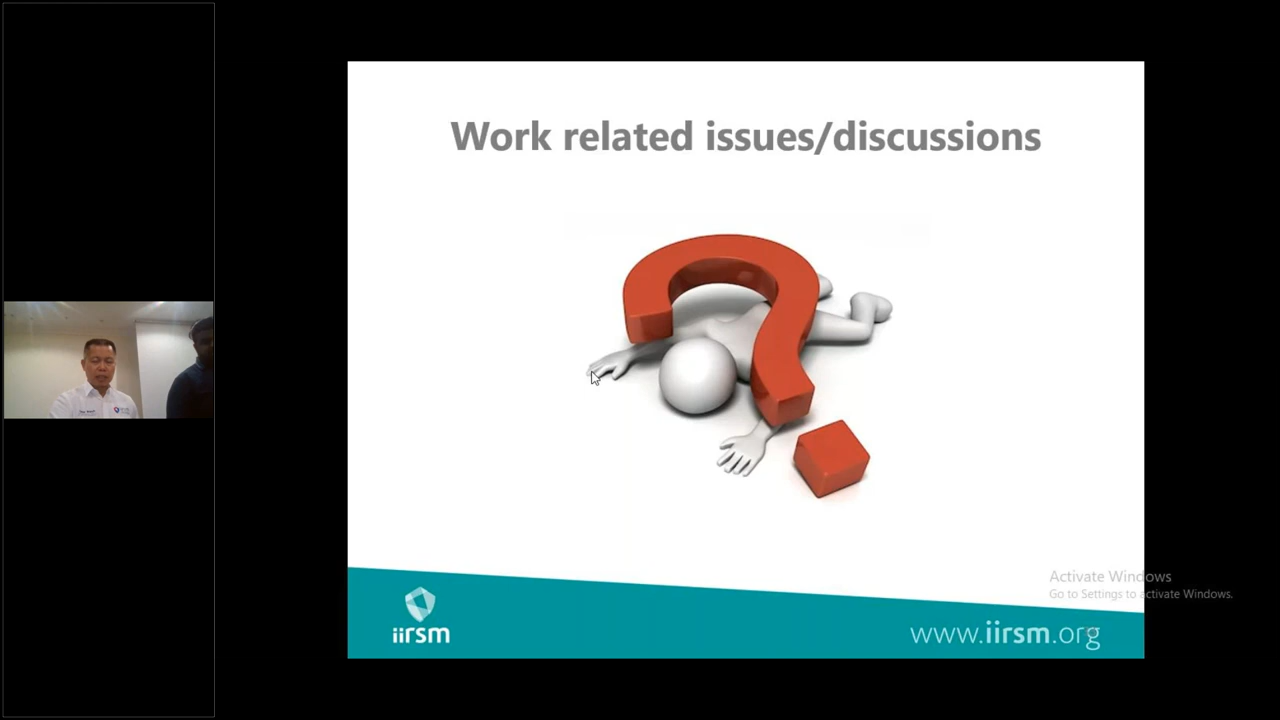 Work related issues/discussions
Activate Windows
Go to Settings to activate Windows.
iirsm
www.iirsm.org